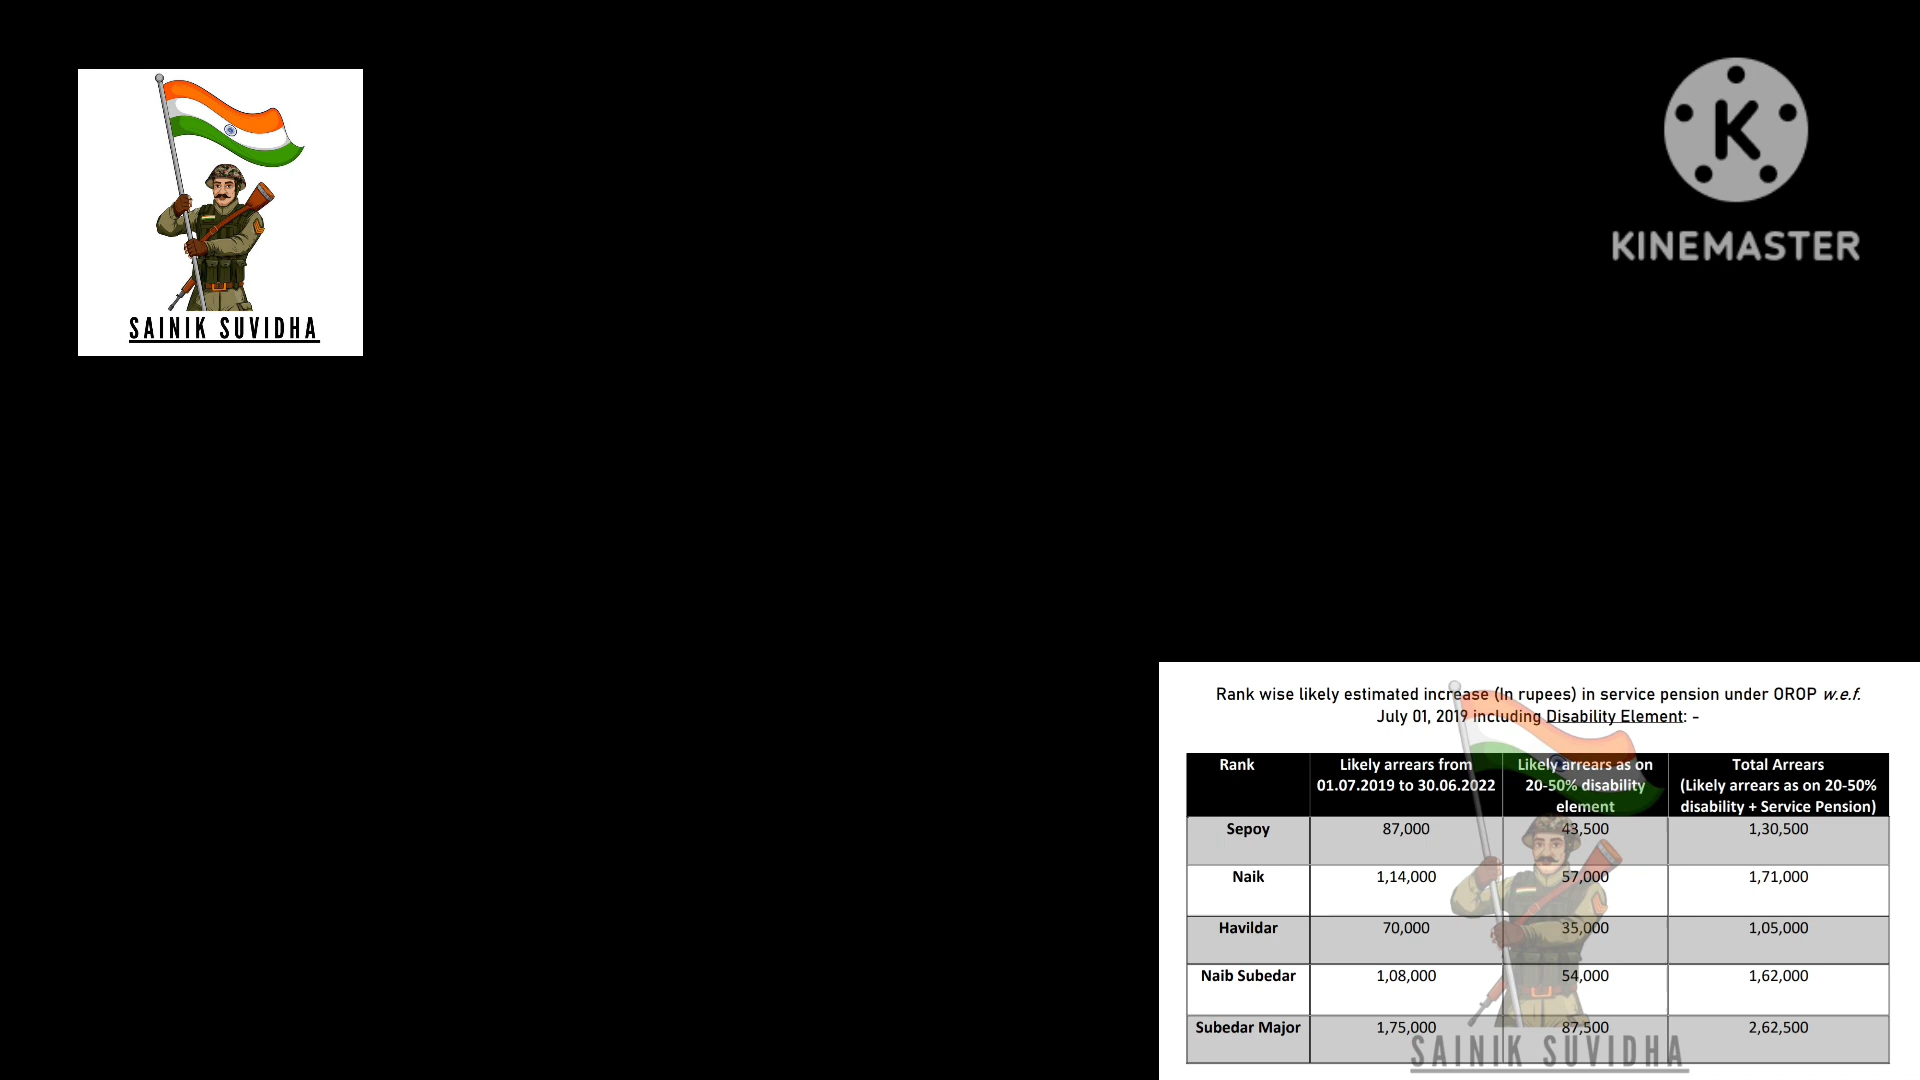 SAINIK SUVIDHA
K
KINEMASTER
Rank wise likely estimated increase (In rupees) in service pension under OROP w.e.f.
July 01, 2019 including Disability Element: -
Rank
Likely arrears from
01.07.2019 to 30.06.2022
Likely arrears as on
20-50% disability
element
Total Arrears
(Likely arrears as on 20-50%
disability + Service Pension)
Sepoy 87,000 43,500 1,30,500
Naik 1,14,000 57,000 1,71,000
Havildar 70,000 35,000 1,05,000
Naib Subedar 1,08,000 54,000 1,62,000
Subedar Major 1,75,000 87,500 2,62,500
SAINIK SUVIDHA